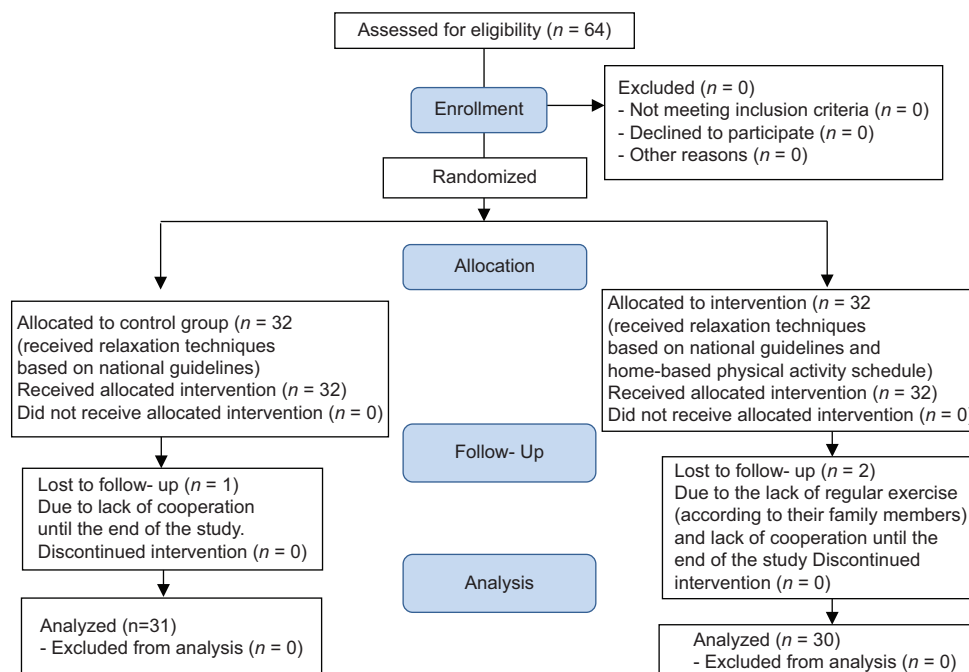 Assessed for eligibility (n = 64)
Enrollment
Excluded (n = 0)
- Not meeting inclusion criteria (n = 0)
- Declined to participate (n = 0)
- Other reasons (n = 0)
Randomized
Allocation
Allocated to control group (n = 32
(received relaxation techniques
based on national guidelines)
Received allocated intervention (n = 32)
Did not receive allocated intervention (n = 0)
Allocated to intervention (n = 32
(received relaxation techniques
based on national guidelines and
home-based physical activity schedule)
Received allocated intervention (n = 32)
Did not receive allocated intervention (n = 0)
Follow- Up
Lost to follow- up (n = 1)
Due to lack of cooperation
until the end of the study.
Discontinued intervention (n = 0)
Lost to follow- up (n = 2)
Due to the lack of regular exercise
(according to their family members)
and lack of cooperation until the
end of the study Discontinued
intervention (n = 0)
Analysis
Analyzed (n=31)
- Excluded from analysis (n = 0)
Analyzed (n = 30)
- Excluded from analysis (n = 0)